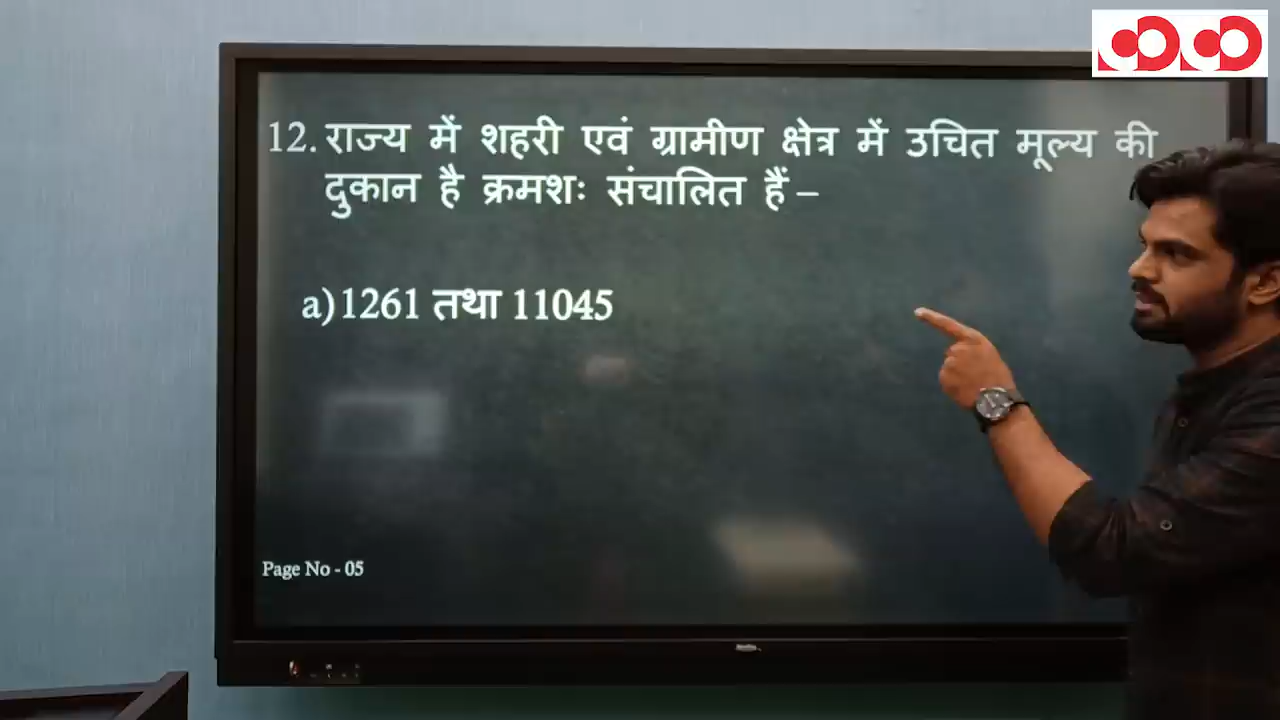 12. राज्य में शहरी एवं ग्रामीण क्षेत्र में उचित मूल्य की
दुकान है क्रमशः संचालित हैं –
a) 1261 तथा 11045
Page No - 05